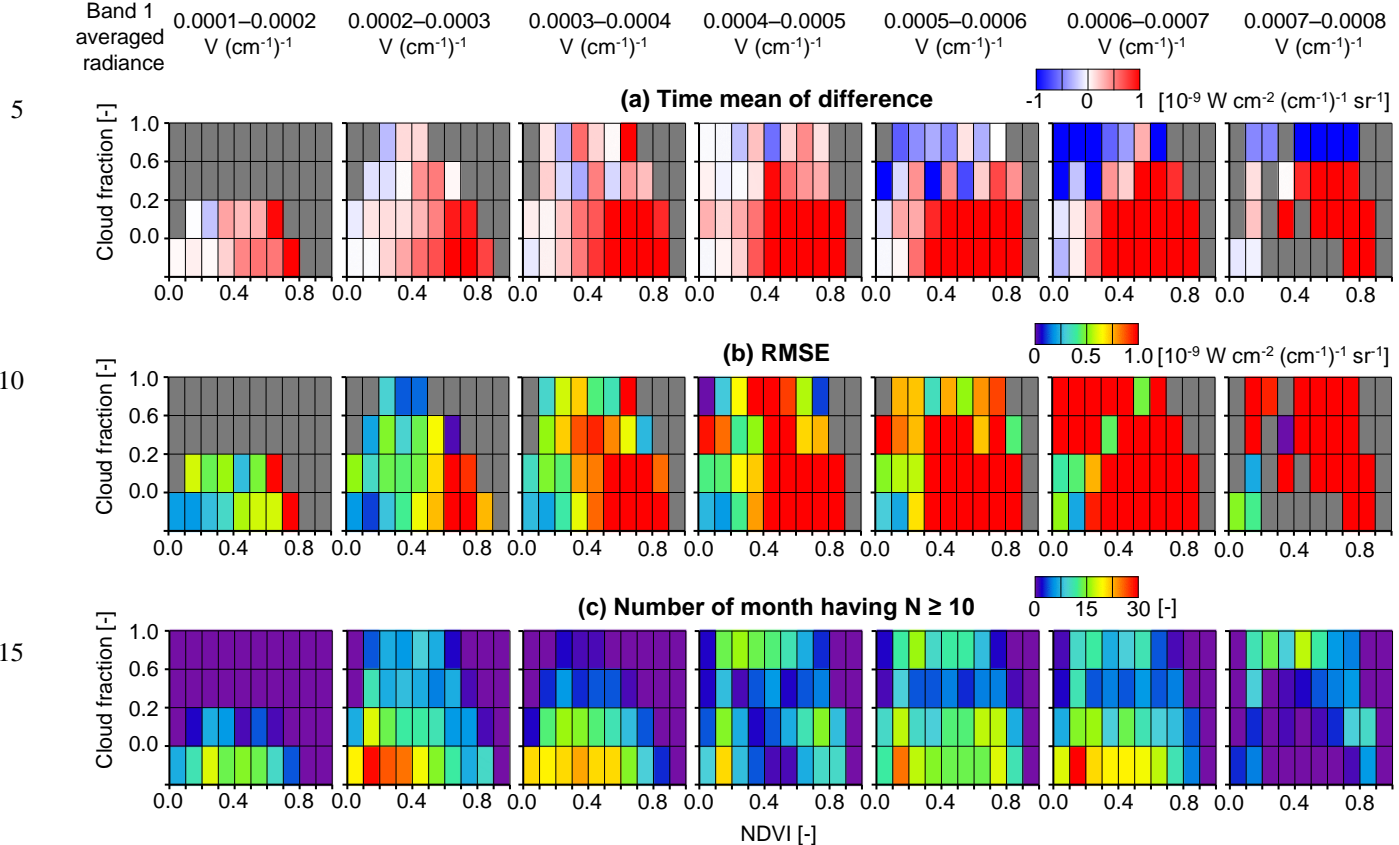 Band 1 averaged radiance
0.0001–0.0002 V (cm-1)-1
0.0002–0.0003 V (cm-1)-1
0.0003–0.0004 V (cm-1)-1
0.0004–0.0005 V (cm-1)-1
0.0005–0.0006 V (cm-1)-1
0.0006–0.0007 V (cm-1)-1
0.0007–0.0008 V (cm-1)-1
5
(a) Time mean of difference
-1 0 1 [10-9 W cm-2 (cm-1)-1 sr-1]
Cloud fraction [-]
1.0
0.6
0.2
0.0
0.0 0.4 0.8 0.0 0.4 0.8 0.0 0.4 0.8 0.0 0.4 0.8 0.0 0.4 0.8 0.0 0.4 0.8 0.0 0.4 0.8
10
(b) RMSE
0 0.5 1.0 [10-9 W cm-2 (cm-1)-1 sr-1]
Cloud fraction [-]
1.0
0.6
0.2
0.0
0.0 0.4 0.8 0.0 0.4 0.8 0.0 0.4 0.8 0.0 0.4 0.8 0.0 0.4 0.8 0.0 0.4 0.8 0.0 0.4 0.8
(c) Number of month having N ≥ 10
0 15 30 [-]
15
Cloud fraction [-]
1.0
0.6
0.2
0.0
0.0 0.4 0.8 0.0 0.4 0.8 0.0 0.4 0.8 0.0 0.4 0.8 0.0 0.4 0.8 0.0 0.4 0.8 0.0 0.4 0.8
NDVI [-]